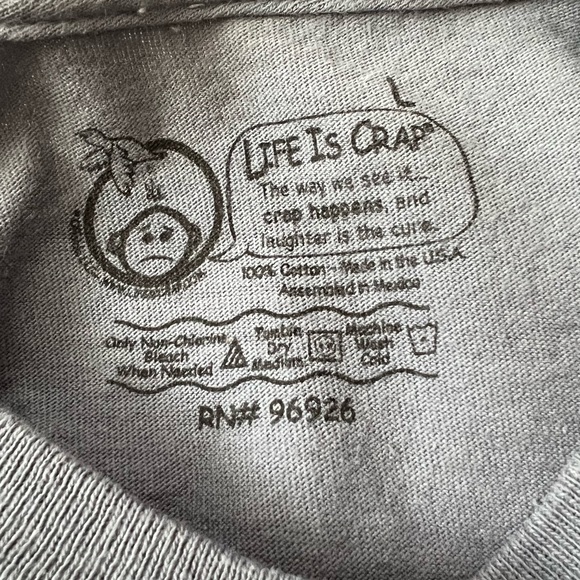 L
LIFE IS CRAP®
The way we see it...
crap happens, and
laughter is the cure.
100% Cotton - Made in the U.S.A
Assembled in Mexico
Only Non-Chlorine
Bleach
When Needed
Tumble
Dry
Medium
Machine
Wash
Cold
RN# 96926